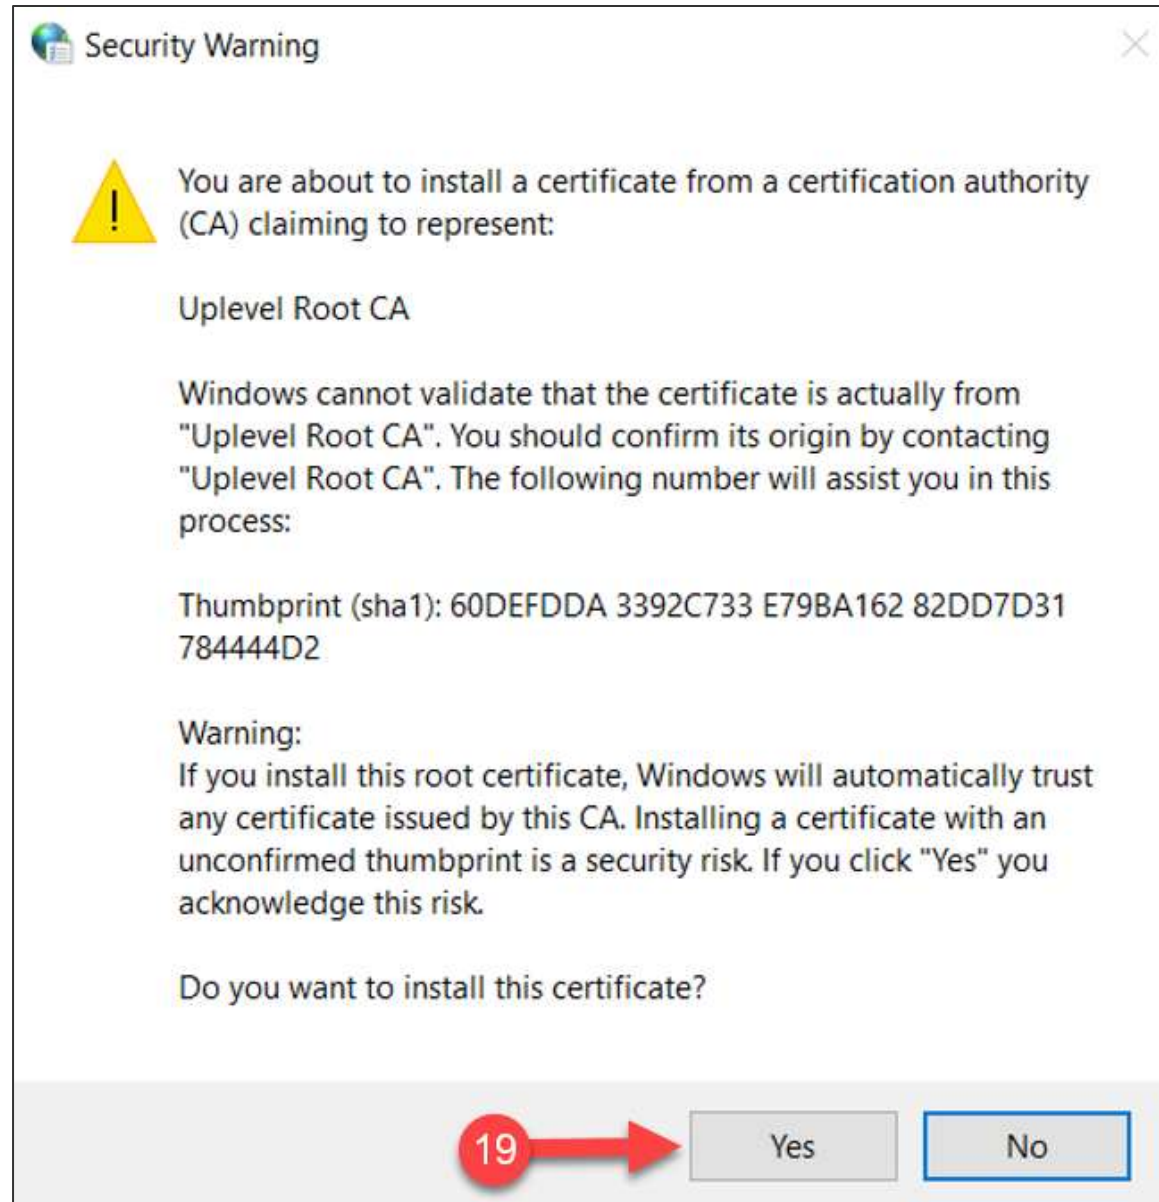 Security Warning
You are about to install a certificate from a certification authority
(CA) claiming to represent:
Uplevel Root CA
Windows cannot validate that the certificate is actually from
"Uplevel Root CA". You should confirm its origin by contacting
"Uplevel Root CA". The following number will assist you in this
process:
Thumbprint (sha1): 60DEFDDA 3392C733 E79BA162 82DD7D31
784444D2
Warning:
If you install this root certificate, Windows will automatically trust
any certificate issued by this CA. Installing a certificate with an
unconfirmed thumbprint is a security risk. If you click "Yes" you
acknowledge this risk.
Do you want to install this certificate?
19 Yes No